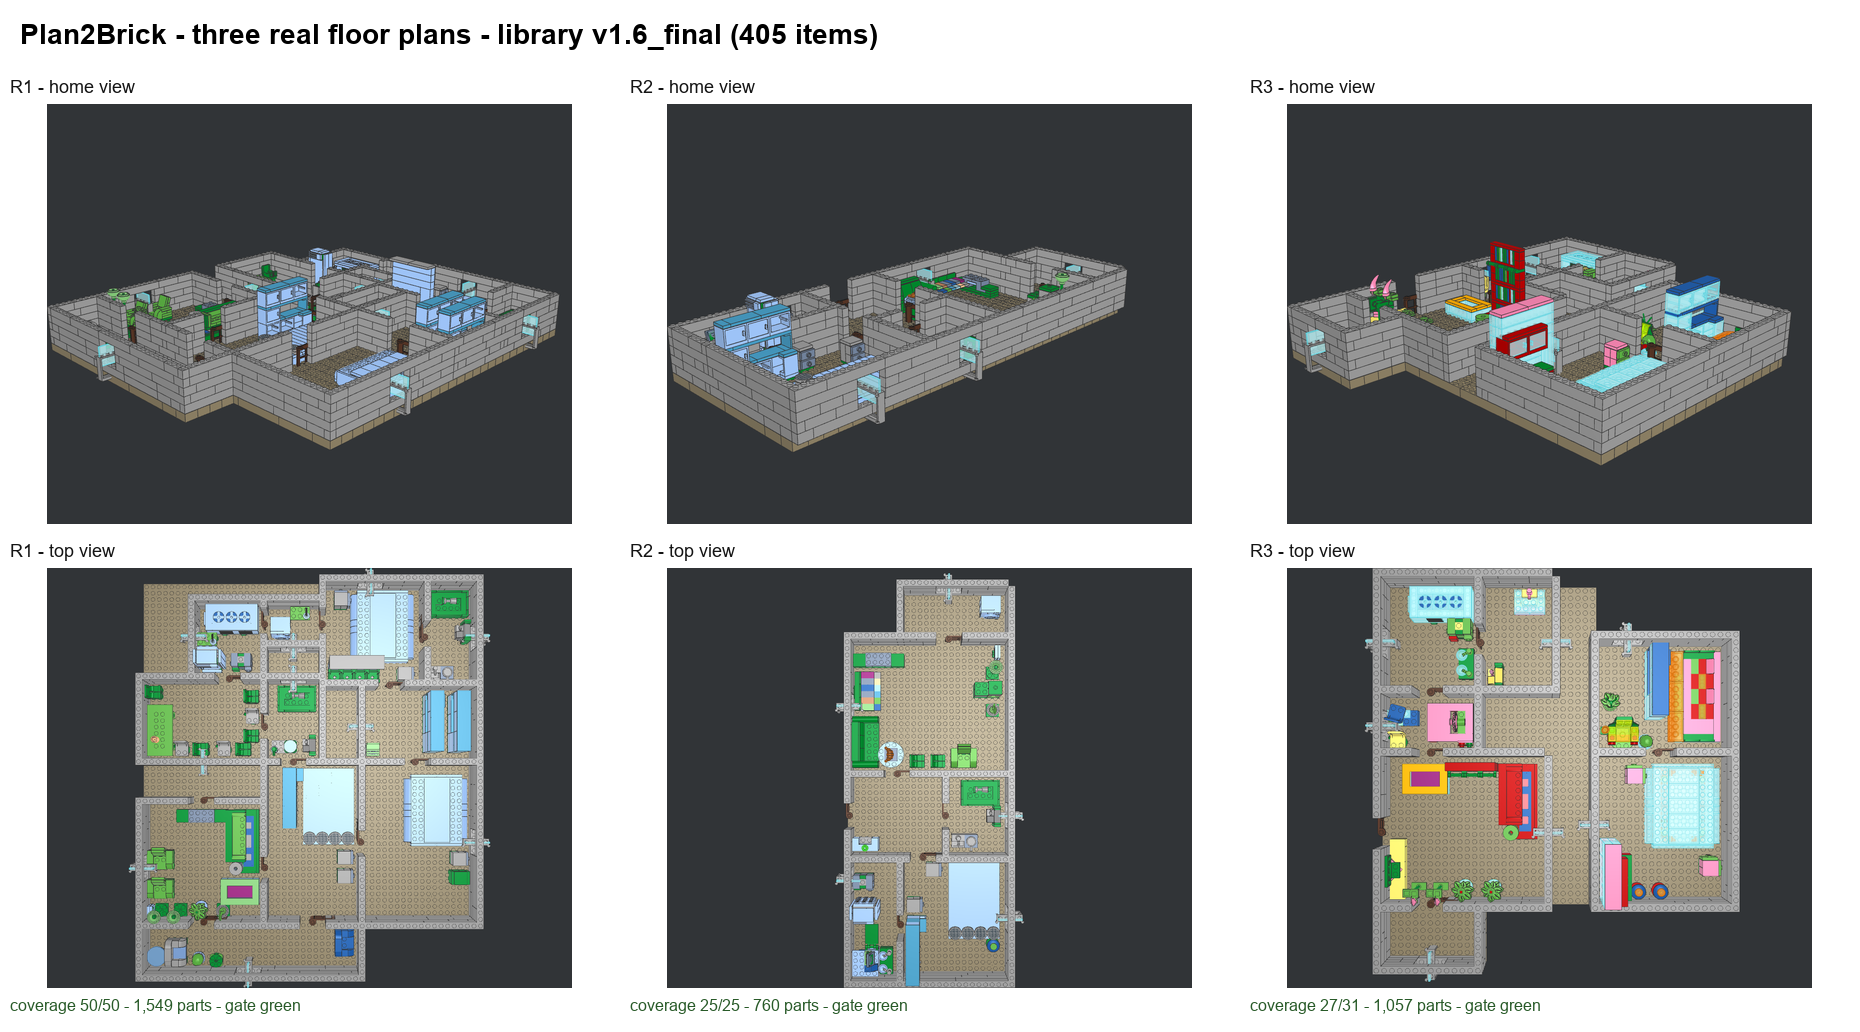 Plan2Brick - three real floor plans - library v1.6_final (405 items)
R1 - home view
R2 - home view
R3 - home view
R1 - top view
R2 - top view
R3 - top view
coverage 50/50 - 1,549 parts - gate green
coverage 25/25 - 760 parts - gate green
coverage 27/31 - 1,057 parts - gate green